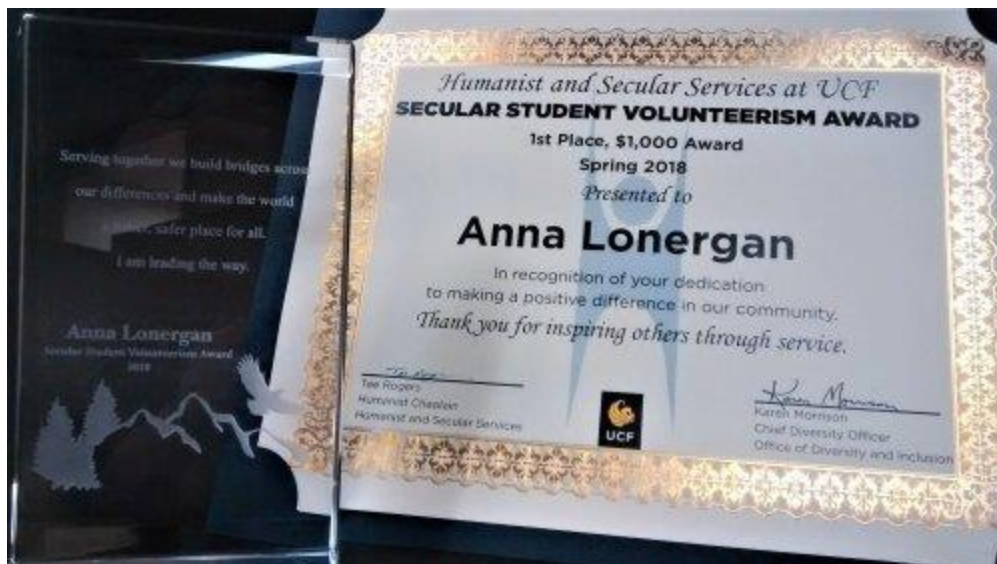 Serving together we build bridges across
our differences and make the world
safer place for all.
I am leading the way.
Anna Lonergan
Secular Student Volunteerism Award
2018
Humanist and Secular Services at UCF
SECULAR STUDENT VOLUNTEERISM AWARD
1st Place, $1,000 Award
Spring 2018
Presented to
Anna Lonergan
In recognition of your dedication
to making a positive difference in our community.
Thank you for inspiring others through service.
Tee Rogers
Humanist Chaplain
Humanist and Secular Services
UCF
Karen Morrison
Karen Morrison
Chief Diversity Officer
Office of Diversity and Inclusion